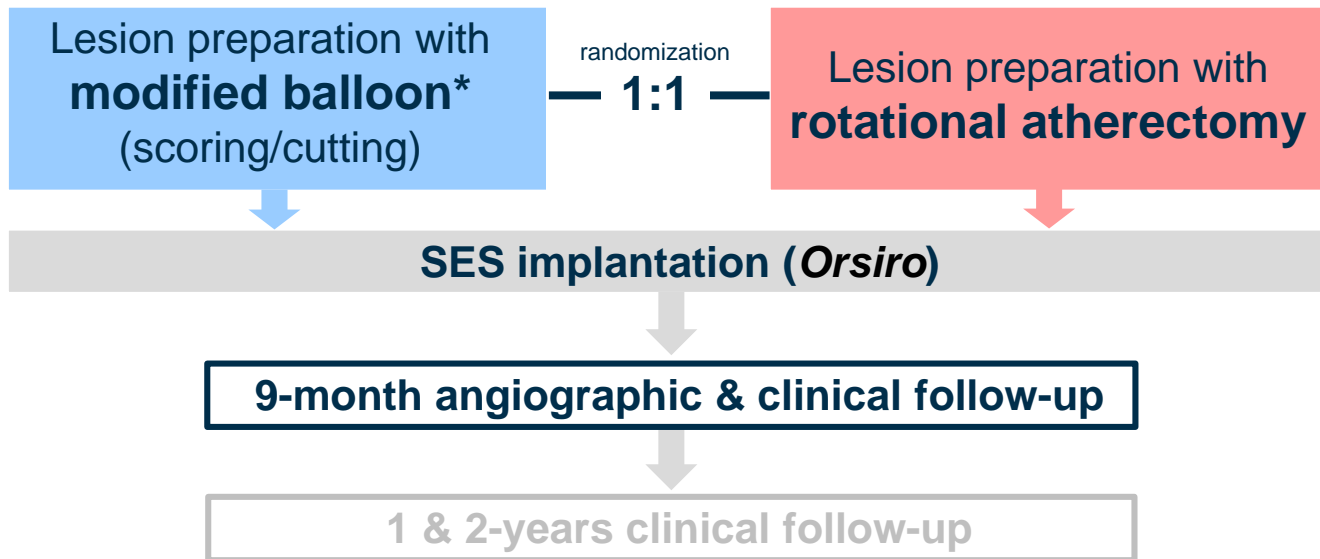 Lesion preparation with
modified balloon*
(scoring/cutting)
randomization
1:1
Lesion preparation with
rotational atherectomy
SES implantation (Orsiro)
9-month angiographic & clinical follow-up
1 & 2-years clinical follow-up